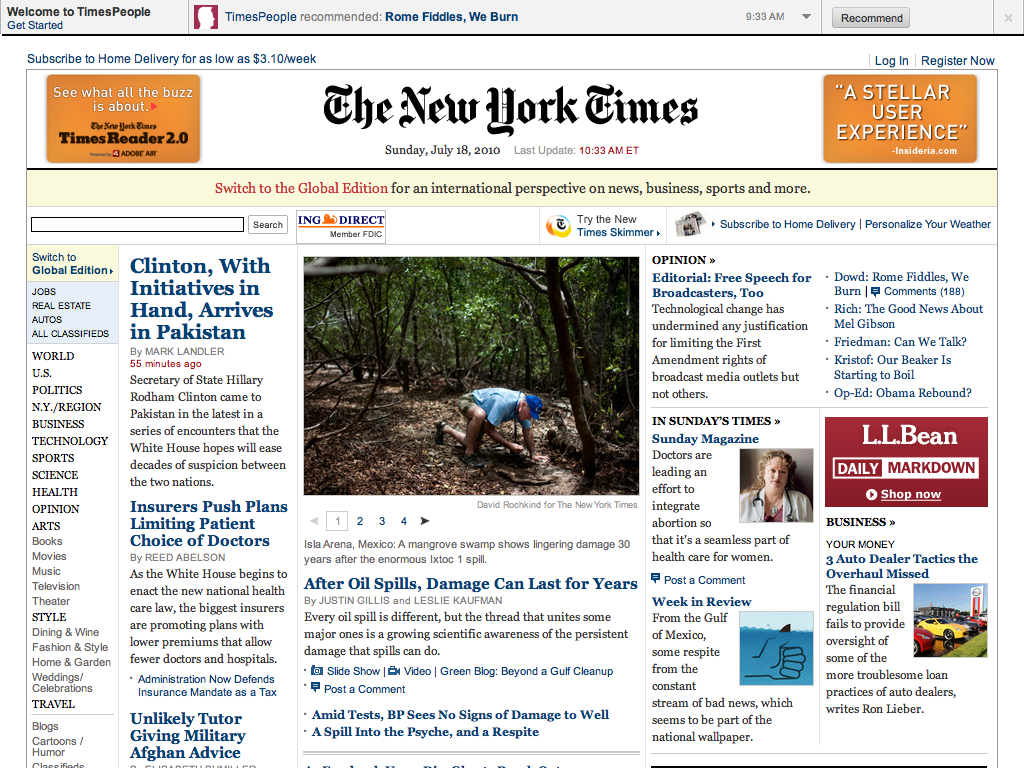 Welcome to TimesPeople
Get Started
TimesPeople recommended: Rome Fiddles, We Burn
9:33 AM
Recommend
Subscribe to Home Delivery for as low as $3.10/week
Log In
Register Now
See what all the buzz
is about.
The New York Times
TimesReader 2.0
Powered by ADOBE AIR
The New York Times
Sunday, July 18, 2010 Last Update: 10:33 AM ET
"A STELLAR
USER
EXPERIENCE"
-Insideria.com
Switch to the Global Edition for an international perspective on news, business, sports and more.
Search
ING DIRECT
Member FDIC
Try the New
Times Skimmer
Subscribe to Home Delivery | Personalize Your Weather
Switch to
Global Edition
JOBS
REAL ESTATE
AUTOS
ALL CLASSIFIEDS
WORLD
U.S.
POLITICS
N.Y./REGION
BUSINESS
TECHNOLOGY
SPORTS
SCIENCE
HEALTH
OPINION
ARTS
Books
Movies
Music
Television
Theater
STYLE
Dining & Wine
Fashion & Style
Home & Garden
Weddings/
Celebrations
TRAVEL
Blogs
Cartoons /
Humor
Classifieds
Clinton, With
Initiatives in
Hand, Arrives
in Pakistan
By MARK LANDLER
55 minutes ago
Secretary of State Hillary
Rodham Clinton came to
Pakistan in the latest in a
series of encounters that the
White House hopes will ease
decades of suspicion between
the two nations.
Insurers Push Plans
Limiting Patient
Choice of Doctors
By REED ABELSON
As the White House begins to
enact the new national health
care law, the biggest insurers
are promoting plans with
lower premiums that allow
fewer doctors and hospitals.
Administration Now Defends
Insurance Mandate as a Tax
Unlikely Tutor
Giving Military
Afghan Advice
By ELISABETH BUMILLER
David Rochkind for The New York Times
1 2 3 4
Isla Arena, Mexico: A mangrove swamp shows lingering damage 30
years after the enormous Ixtoc 1 spill.
After Oil Spills, Damage Can Last for Years
By JUSTIN GILLIS and LESLIE KAUFMAN
Every oil spill is different, but the thread that unites some
major ones is a growing scientific awareness of the persistent
damage that spills can do.
Slide Show | Video | Green Blog: Beyond a Gulf Cleanup
Post a Comment
Amid Tests, BP Sees No Signs of Damage to Well
A Spill Into the Psyche, and a Respite
OPINION »
Editorial: Free Speech for
Broadcasters, Too
Technological change has
undermined any justification
for limiting the First
Amendment rights of
broadcast media outlets but
not others.
Dowd: Rome Fiddles, We
Burn | Comments (188)
Rich: The Good News About
Mel Gibson
Friedman: Can We Talk?
Kristof: Our Beaker Is
Starting to Boil
Op-Ed: Obama Rebound?
IN SUNDAY'S TIMES »
Sunday Magazine
Doctors are
leading an
effort to
integrate
abortion so
that it's a seamless part of
health care for women.
Post a Comment
Week in Review
From the Gulf
of Mexico,
some respite
from the
constant
stream of bad news, which
seems to be part of the
national wallpaper.
L.L.Bean
DAILY MARKDOWN
Shop now
BUSINESS »
YOUR MONEY
3 Auto Dealer Tactics the
Overhaul Missed
The financial
regulation bill
fails to provide
oversight of
some of the
more troublesome loan
practices of auto dealers,
writes Ron Lieber.